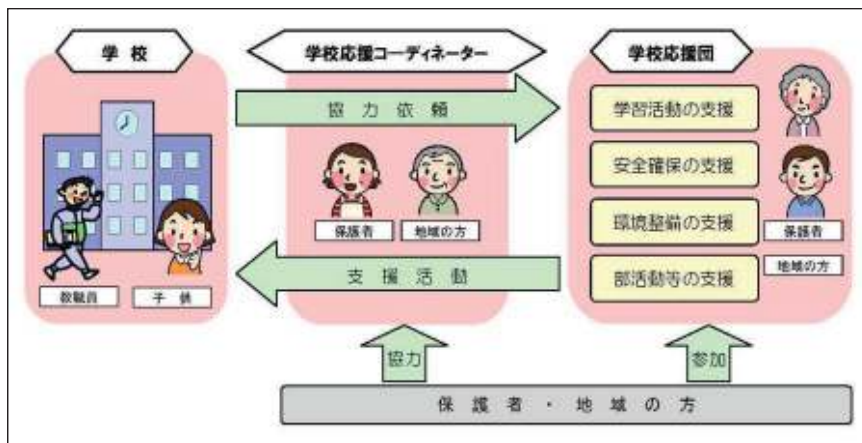 学校
学校応援コーディネーター
学校応援団
協力依頼
学習活動の支援
安全確保の支援
環境整備の支援
部活動等の支援
保護者
地域の方
保護者
地域の方
支援活動
教職員
子供
協力
参加
保護者・地域の方